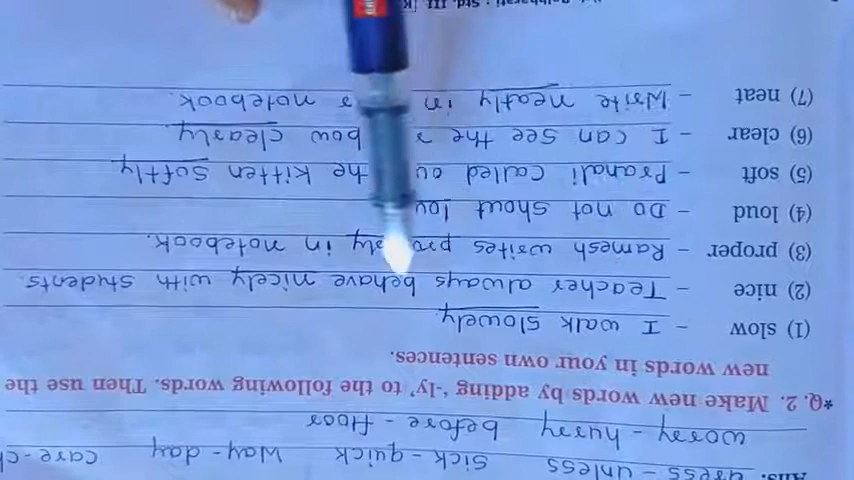 Ans. - unless sick - quick way - day
worry - hurry before - floor
*Q. 2. Make new words by adding '-ly' to the following words. Then use the
new words in your own sentences.
(1) slow - I walk slowely.
(2) nice - Teacher always behave nicely with students.
(3) proper - Ramesh writes in notebook.
(4) loud - Do not shout
(5) soft - Pranali called kitten softly
(6) clear - I can see the clearly.
(7) neat - Write neatly in notebook.
Std. III